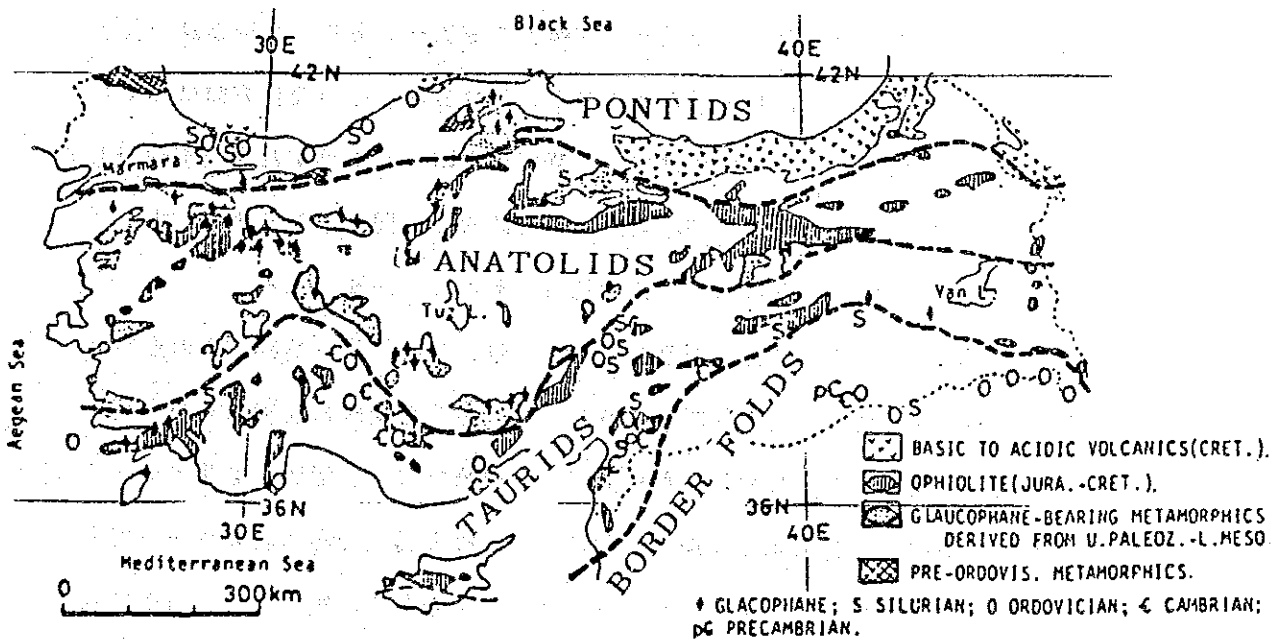 Black Sea
30E
40E
42N
42N
PONTIDS
O
S O
S O
S O
O
Marmara
S
ANATOLIDS
Tuz L.
Van L.
Aegean Sea
S
S
O S
Є O
Є
O
O
S
TAURIDS
BORDER FOLDS
pЄ
Є O
O S
O O O O
36N
30E
36N
40E
Mediterranean Sea
0 300km
BASIC TO ACIDIC VOLCANICS(CRET.).
OPHIOLITE(JURA.-CRET.).
GLAUCOPHANE-BEARING METAMORPHICS
DERIVED FROM U.PALEOZ.-L.MESO
PRE-ORDOVIS. METAMORPHICS.
GLACOPHANE; S SILURIAN; O ORDOVICIAN; Є CAMBRIAN;
pЄ PRECAMBRIAN.